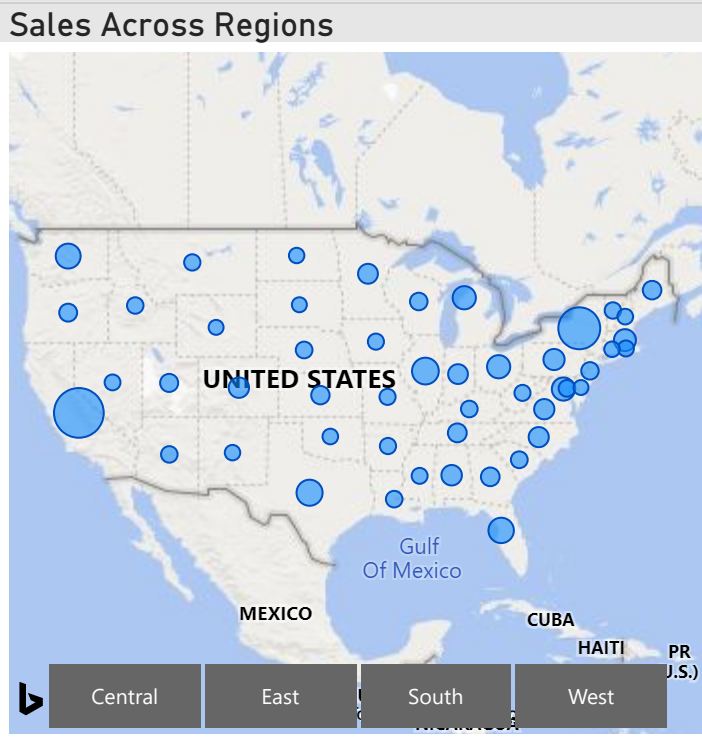 Sales Across Regions
UNITED STATES
Gulf
Of Mexico
MEXICO
CUBA
HAITI
PR
Central
East
South
West